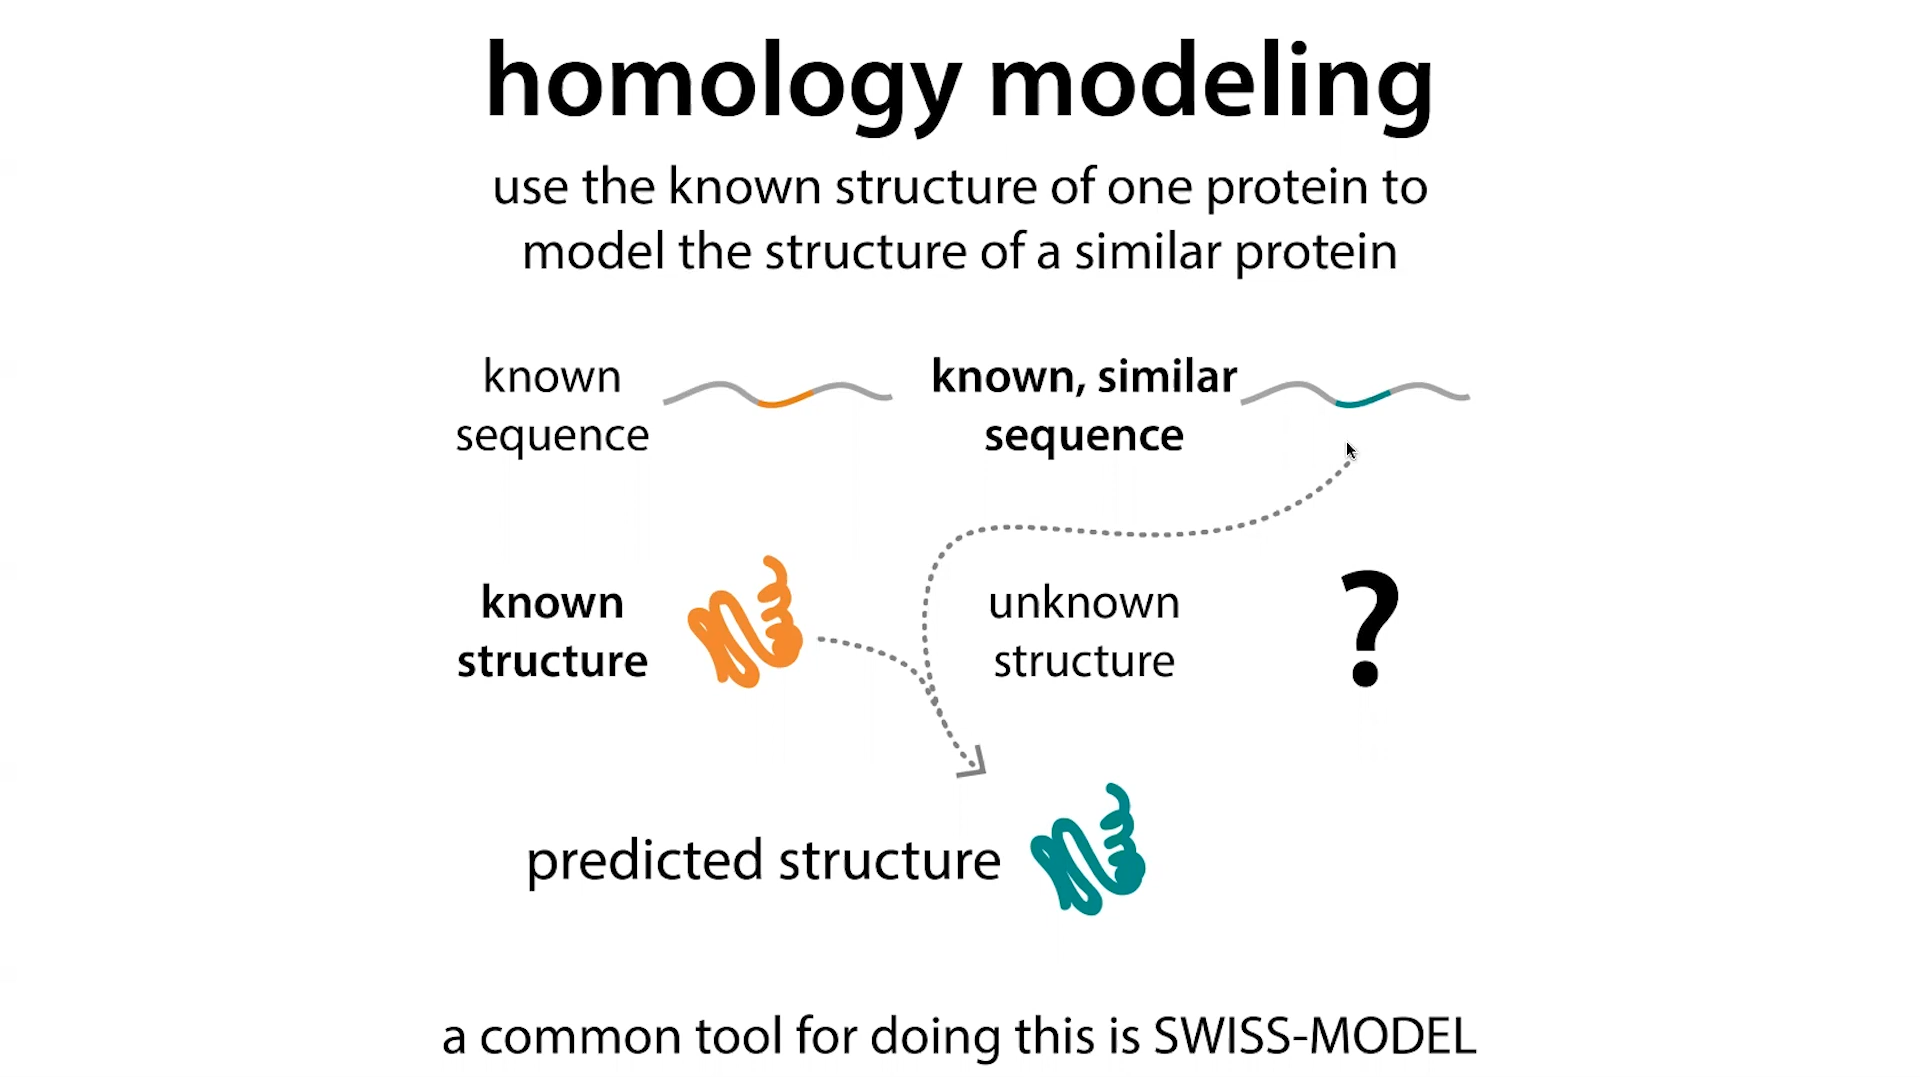 homology modeling
use the known structure of one protein to
model the structure of a similar protein
known
sequence
known, similar
sequence
known
structure
unknown
structure
?
predicted structure
a common tool for doing this is SWISS-MODEL